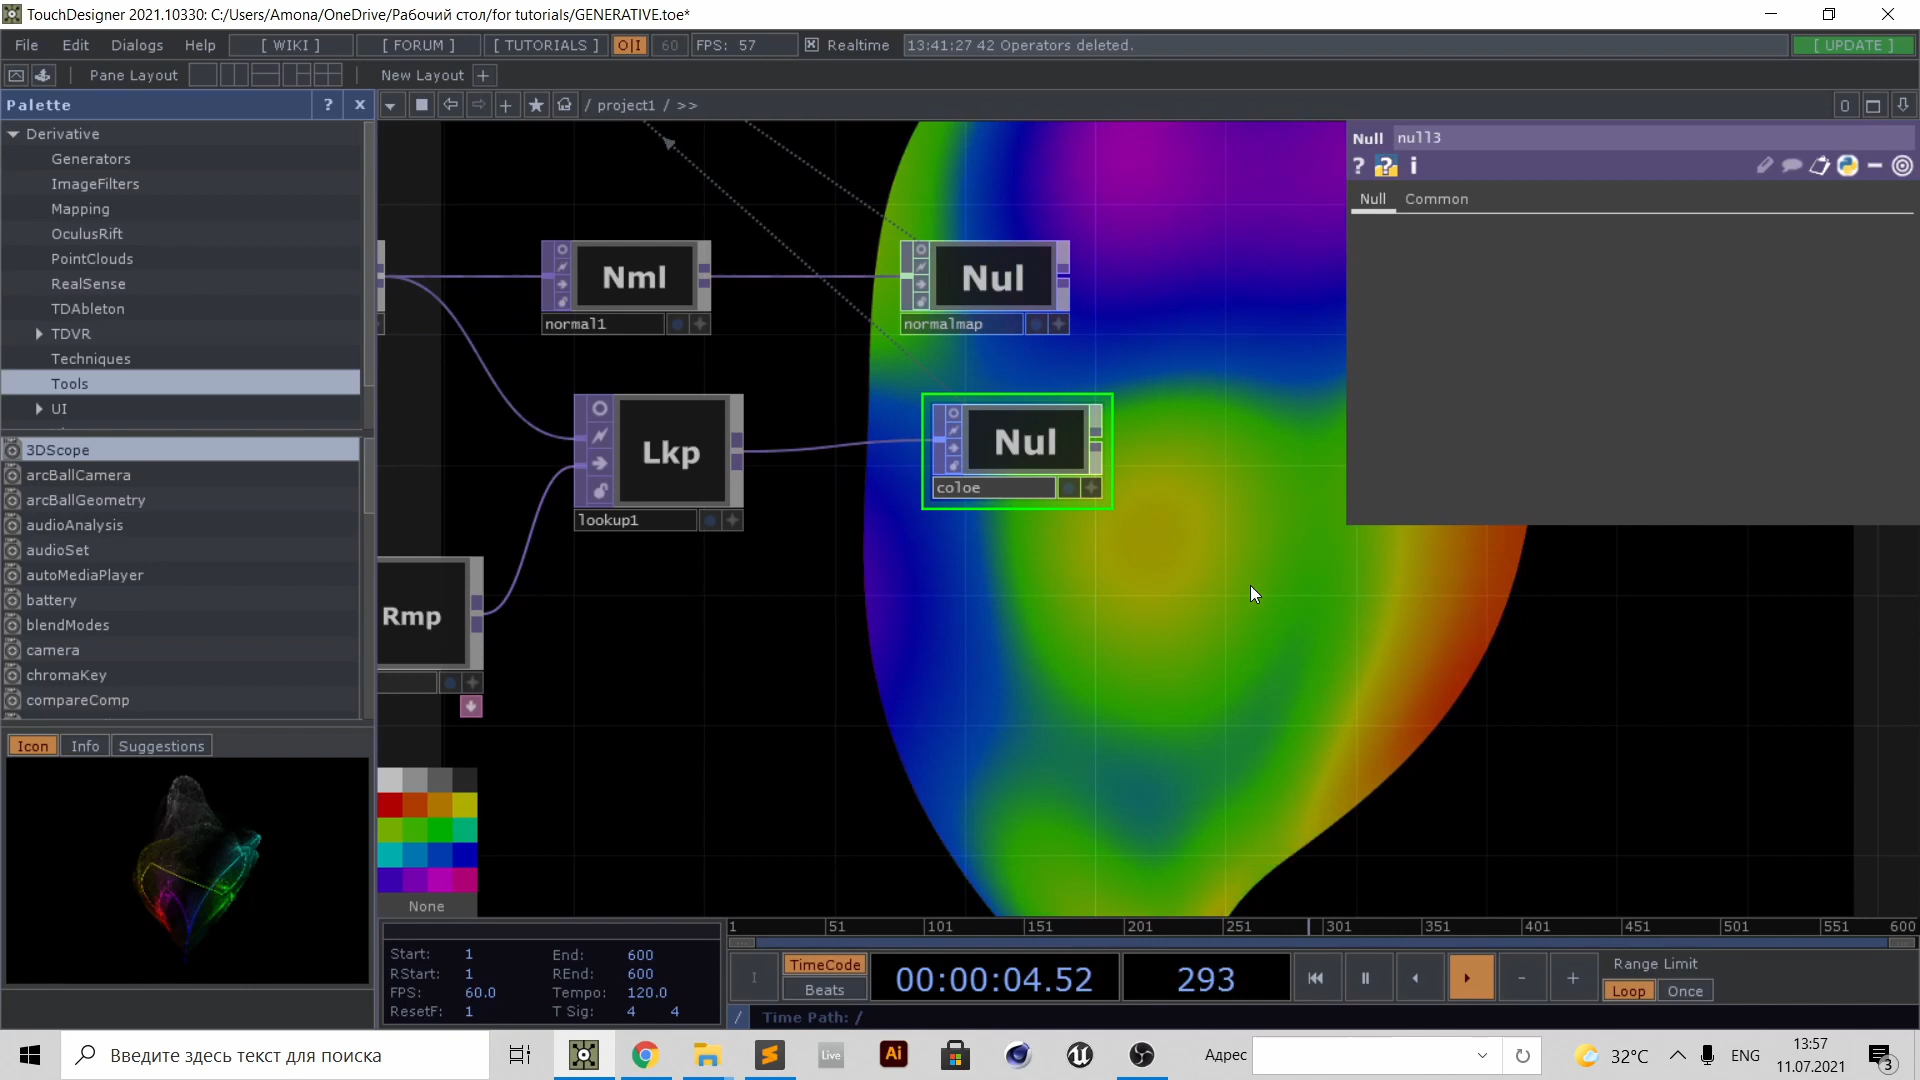 TouchDesigner 2021.10330: C:/Users/Amona/OneDrive/Рабочий стол/for tutorials/GENERATIVE.toe*
File Edit Dialogs Help [ WIKI ] [ FORUM ] [ TUTORIALS ] O|I 60 FPS: 57 Realtime 13:41:27 42 Operators deleted. [ UPDATE ]
Pane Layout New Layout +
Palette ? x / project1 / >> 0
Derivative
Generators
ImageFilters
Mapping
OculusRift
PointClouds
RealSense
TDAbleton
TDVR
Techniques
Tools
UI
3DScope
arcBallCamera
arcBallGeometry
audioAnalysis
audioSet
autoMediaPlayer
battery
blendModes
camera
chromaKey
compareComp
Icon Info Suggestions
Nml
normal1
Nul
normalmap
Lkp
lookup1
Nul
coloe
Rmp
None
Null null3
? ? i
Null Common
1 51 101 151 201 251 301 351 401 451 501 551 600
Start: 1 End: 600
RStart: 1 REnd: 600
FPS: 60.0 Tempo: 120.0
ResetF: 1 T Sig: 4 4
I TimeCode Beats 00:00:04.52 293 - + Range Limit
Loop Once
/ Time Path: /
Введите здесь текст для поиска Live Ai Адрес 32°C ENG 13:57
11.07.2021 3